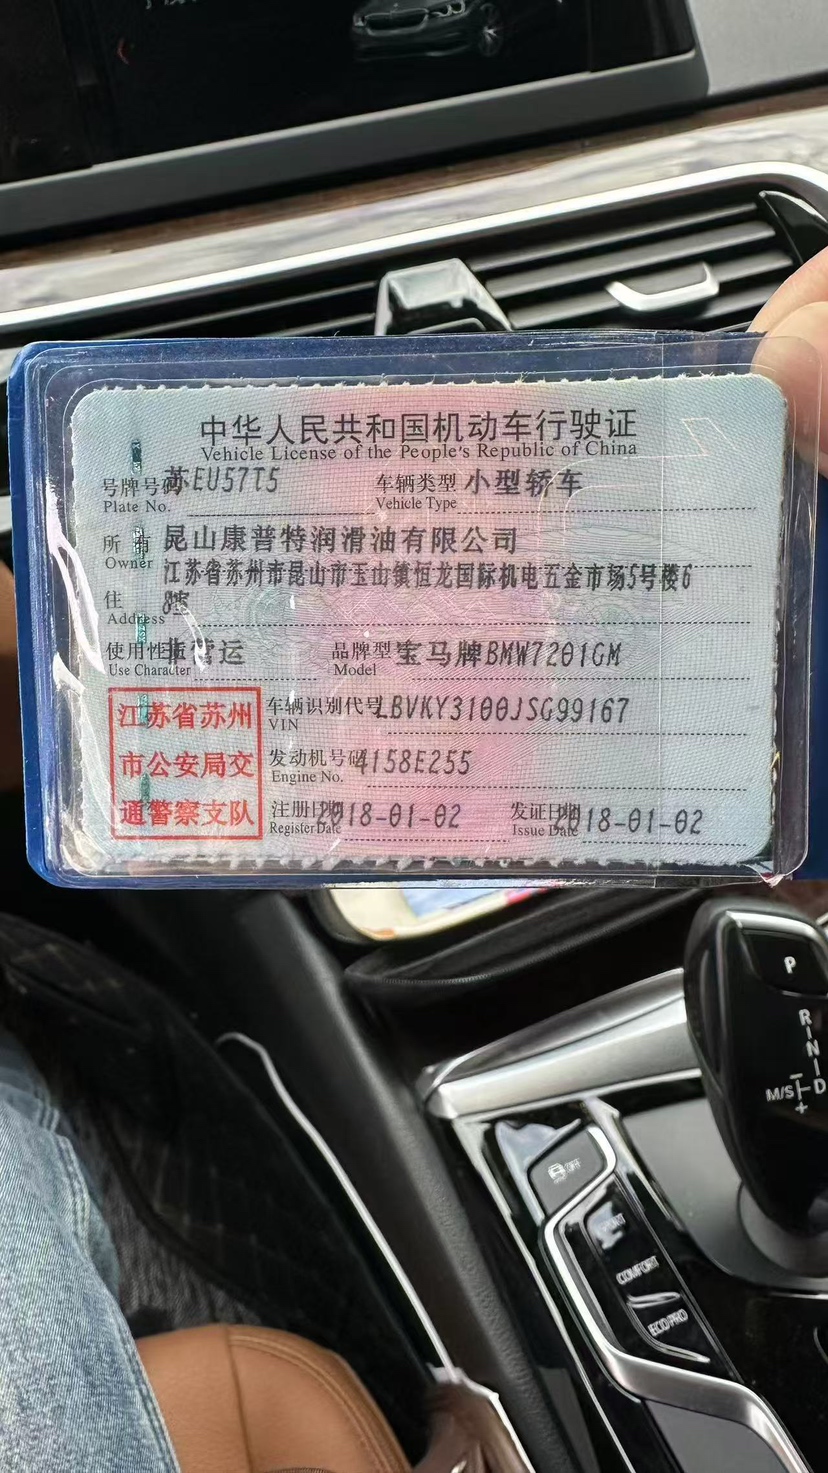 中华人民共和国机动车行驶证
Vehicle License of the People's Republic of China
号牌号码 苏EU57T5 车辆类型 小型轿车
Plate No. Vehicle Type
所有 昆山康普特润滑油有限公司
Owner
江苏省苏州市昆山市玉山镇恒龙国际机电五金市场5号楼6
住 8室
Address
使用性质 非营运 品牌型号 宝马牌BMW7201GM
Use Character Model
江苏省苏州
市公安局交
通警察支队
车辆识别代号 LBVKY3100JSG99167
VIN
发动机号码 4158E255
Engine No.
注册日期 2018-01-02 发证日期 2018-01-02
Register Date Issue Date
P
R
N
M/S D
+
OFF
SPORT
COMFORT
ECO PRO